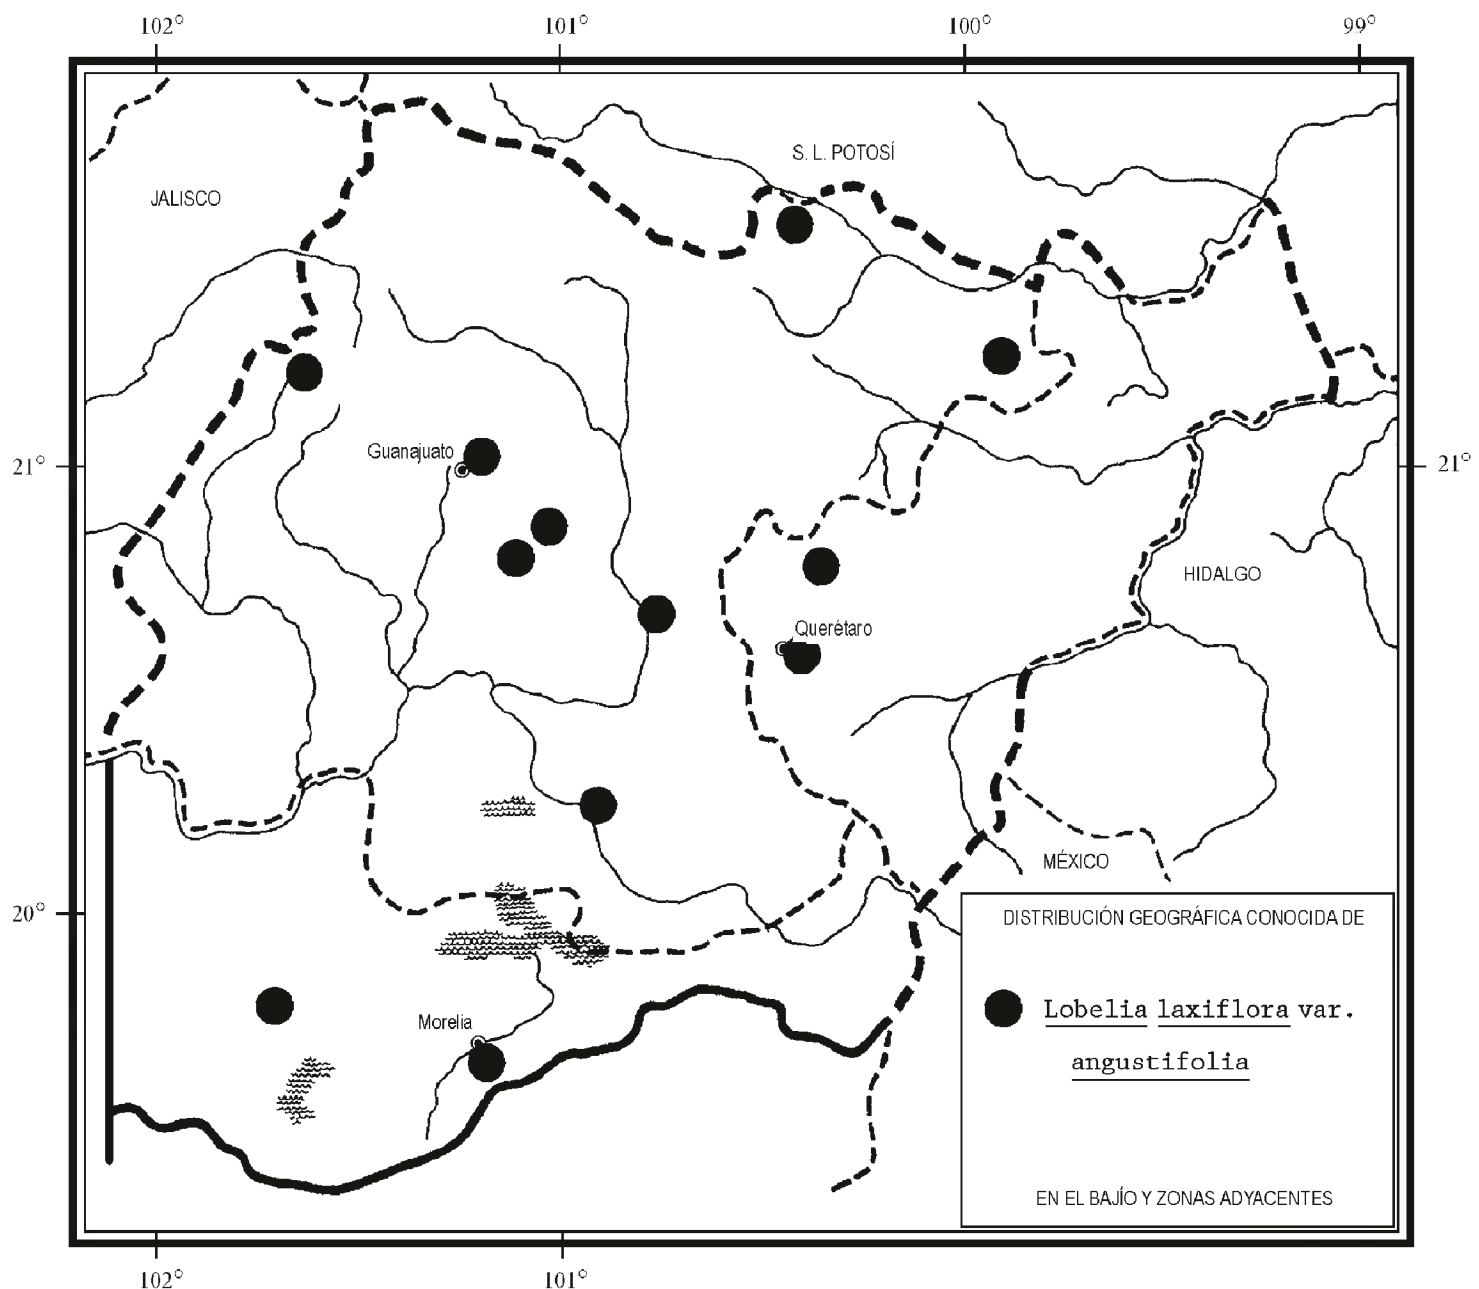 102° 101° 100° 99°
S. L. POTOSÍ
JALISCO
Guanajuato
21° 21°
HIDALGO
Querétaro
MÉXICO
20°
DISTRIBUCIÓN GEOGRÁFICA CONOCIDA DE
Lobelia laxiflora var.
angustifolia
Morelia
EN EL BAJÍO Y ZONAS ADYACENTES
102° 101°